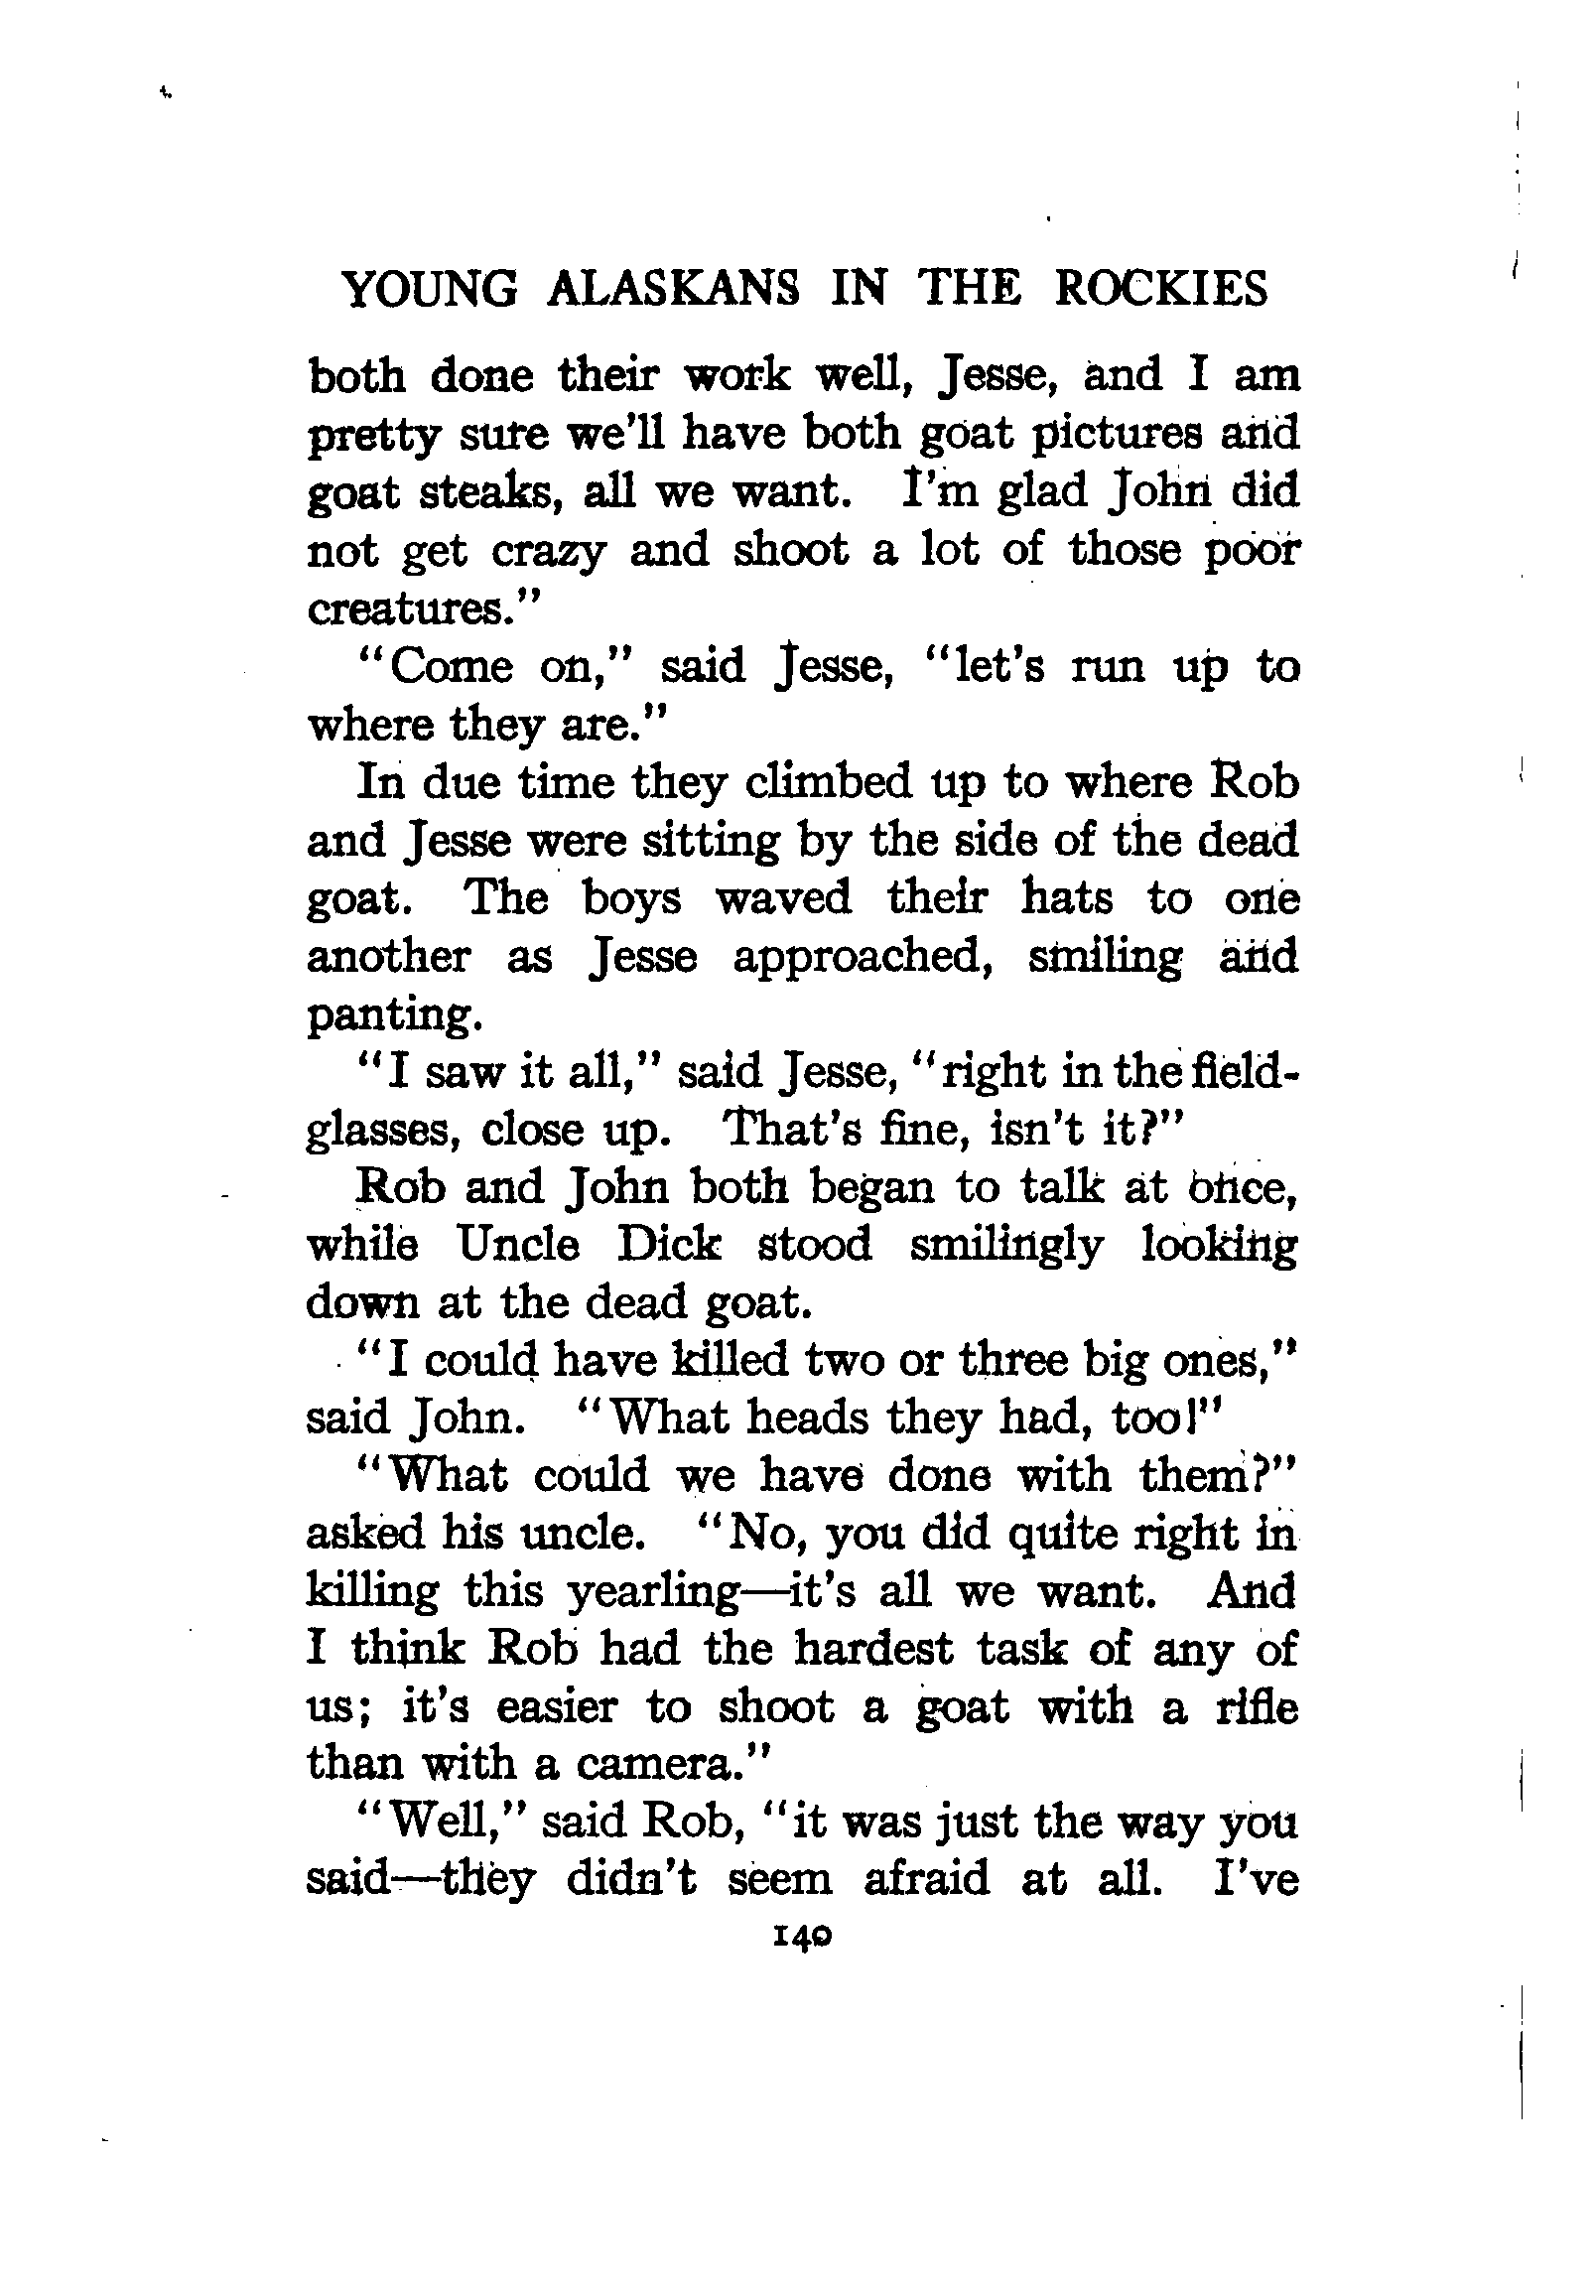 YOUNG ALASKANS IN THE ROCKIES
both done their work well, Jesse, and I am
pretty sure we'll have both goat pictures and
goat steaks, all we want. I'm glad John did
not get crazy and shoot a lot of those poor
creatures."
"Come on," said Jesse, "let's run up to
where they are."
In due time they climbed up to where Rob
and Jesse were sitting by the side of the dead
goat. The boys waved their hats to one
another as Jesse approached, smiling and
panting.
"I saw it all," said Jesse, "right in the field-
glasses, close up. That's fine, isn't it?"
Rob and John both began to talk at once,
while Uncle Dick stood smilingly looking
down at the dead goat.
"I could have killed two or three big ones,"
said John. "What heads they had, too!"
"What could we have done with them?"
asked his uncle. "No, you did quite right in
killing this yearling—it's all we want. And
I think Rob had the hardest task of any of
us; it's easier to shoot a goat with a rifle
than with a camera."
"Well," said Rob, "it was just the way you
said—they didn't seem afraid at all. I've
140